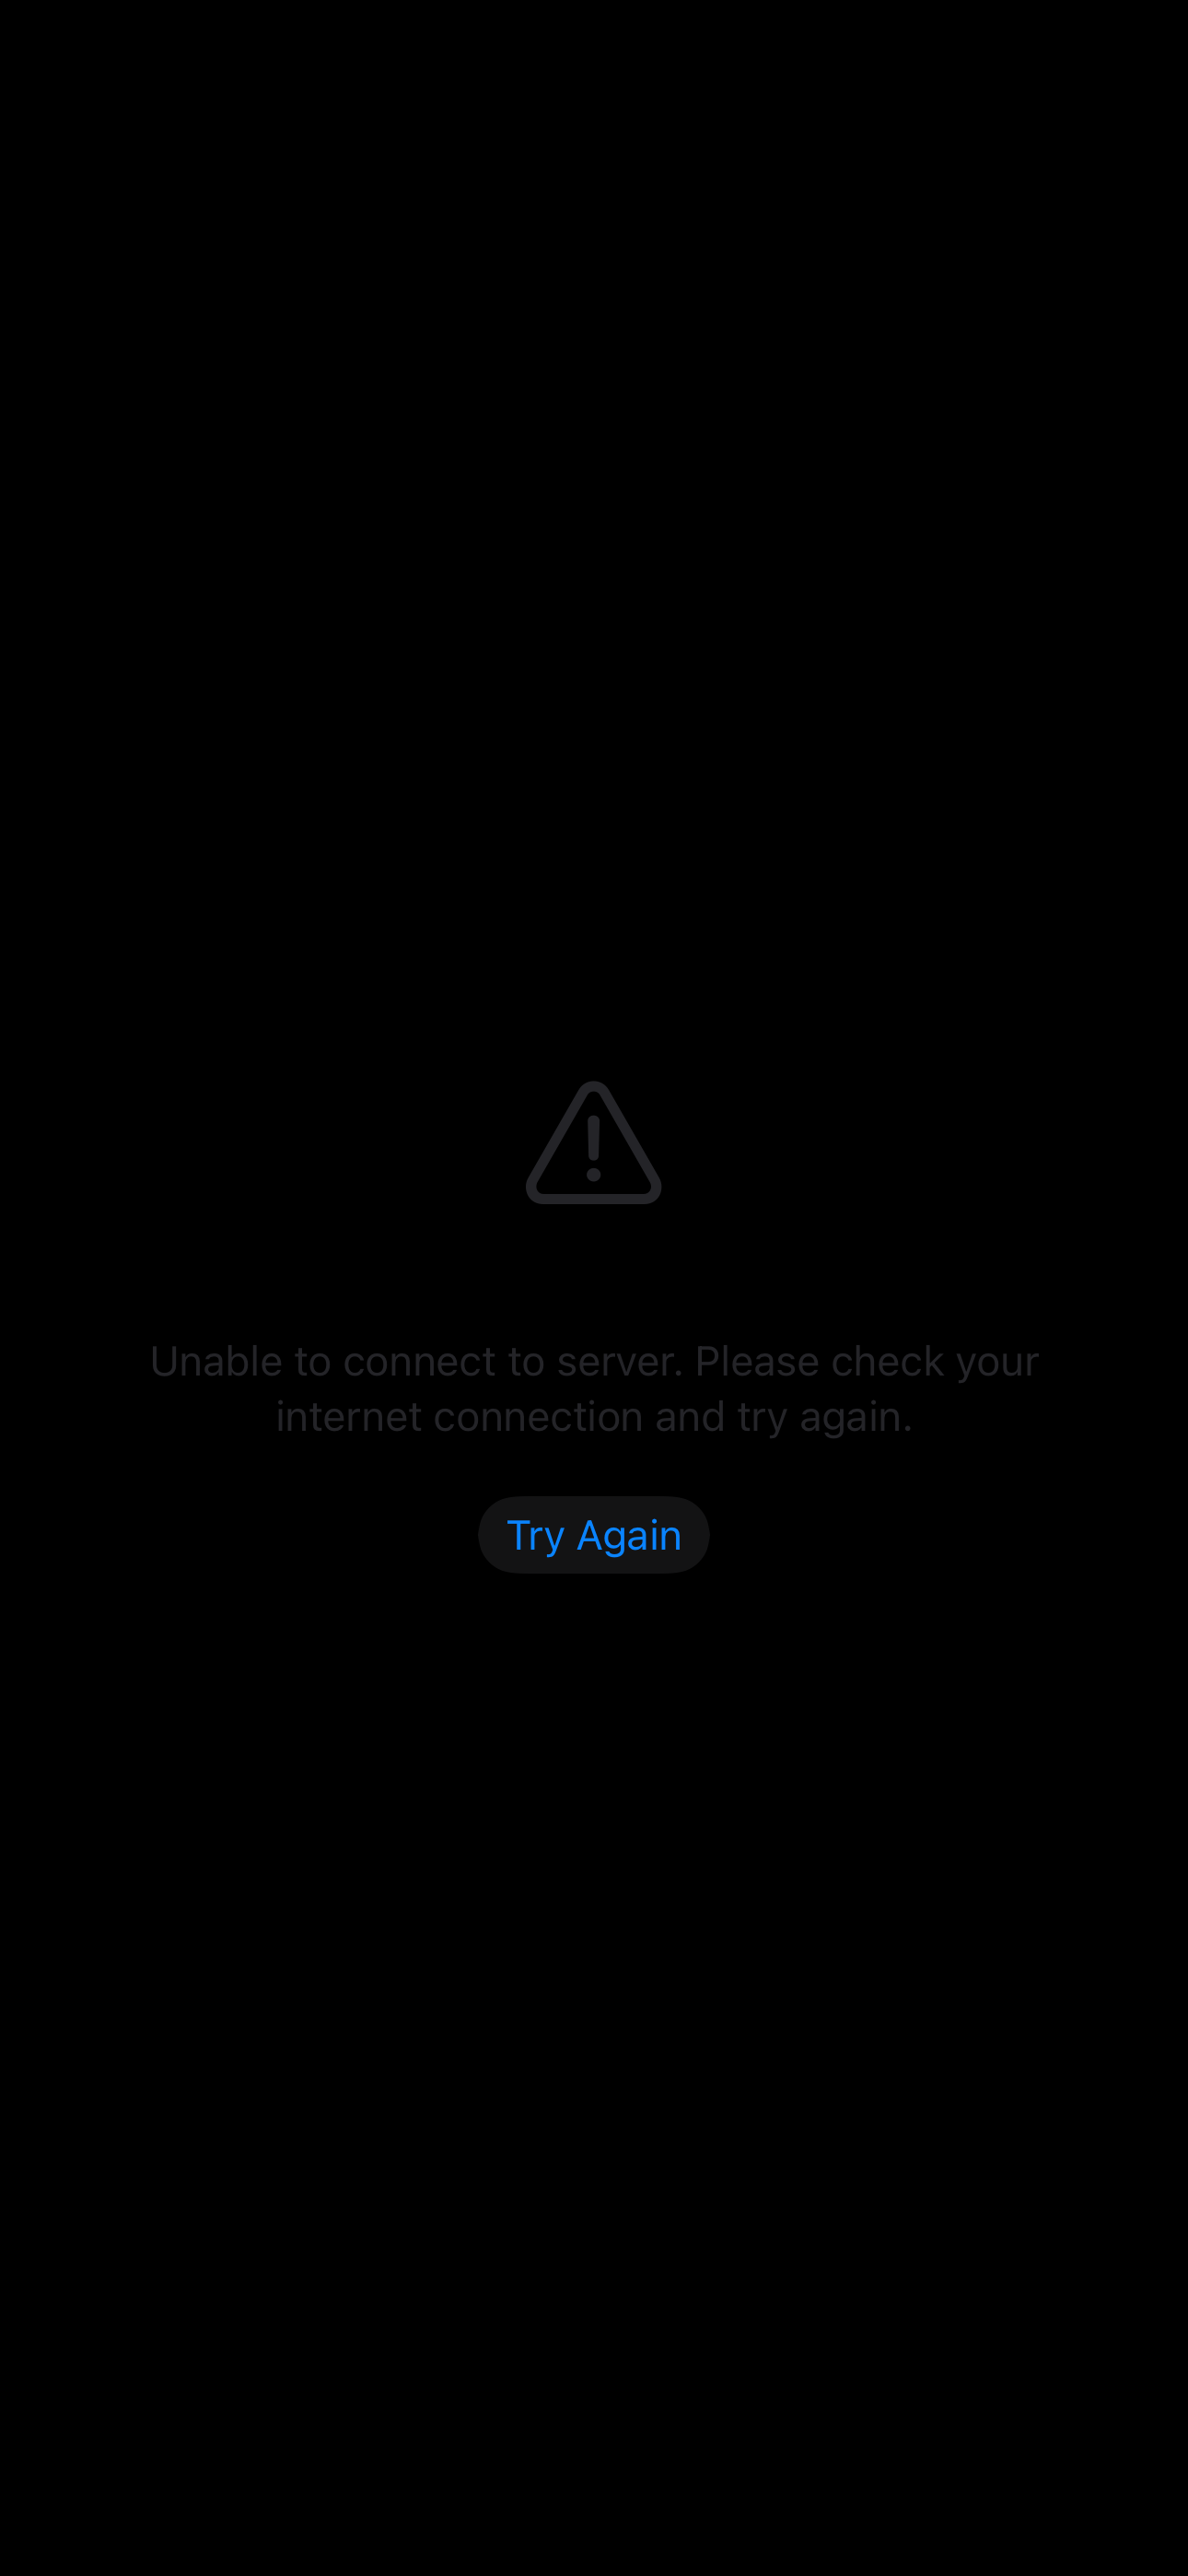 Unable to connect to server. Please check your
internet connection and try again.
Try Again